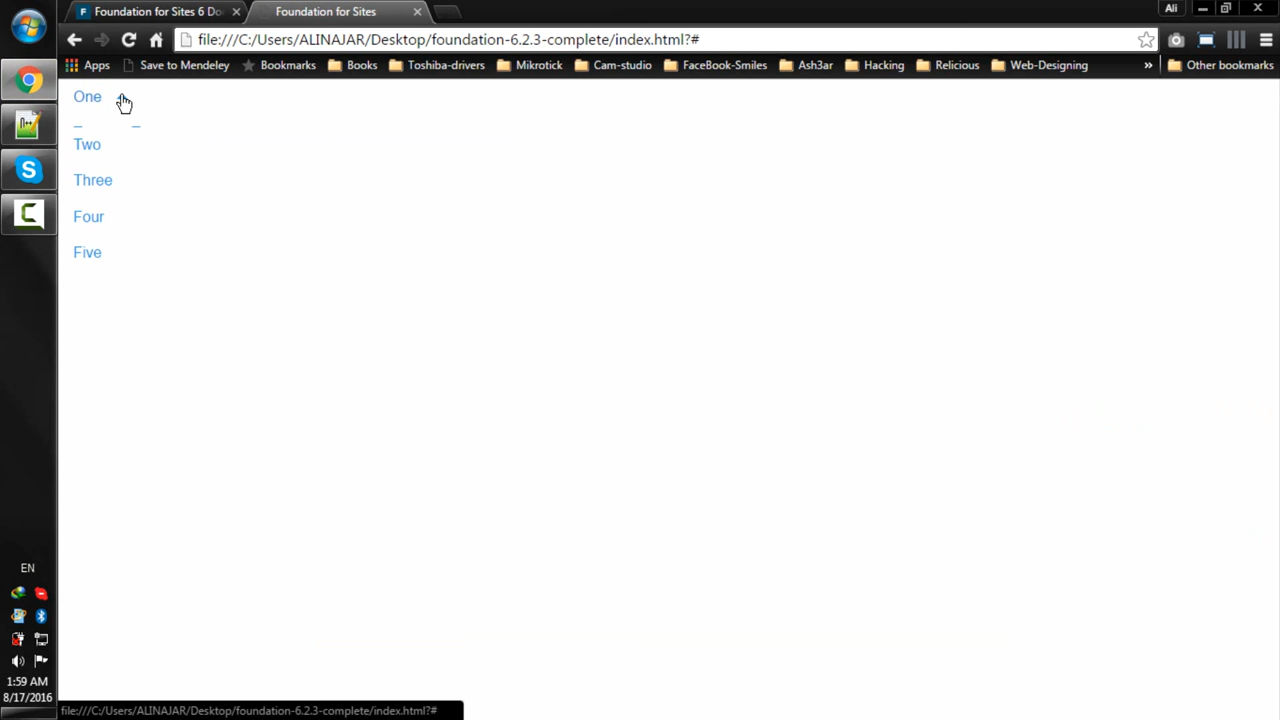 Foundation for Sites 6 Do
Foundation for Sites
Ali
file:///C:/Users/ALINAJAR/Desktop/foundation-6.2.3-complete/index.html?#
Apps Save to Mendeley Bookmarks Books Toshiba-drivers Mikrotick Cam-studio FaceBook-Smiles Ash3ar Hacking Relicious Web-Designing » Other bookmarks
One
Two
Three
Four
Five
EN
1:59 AM
8/17/2016
file:///C:/Users/ALINAJAR/Desktop/foundation-6.2.3-complete/index.html?#